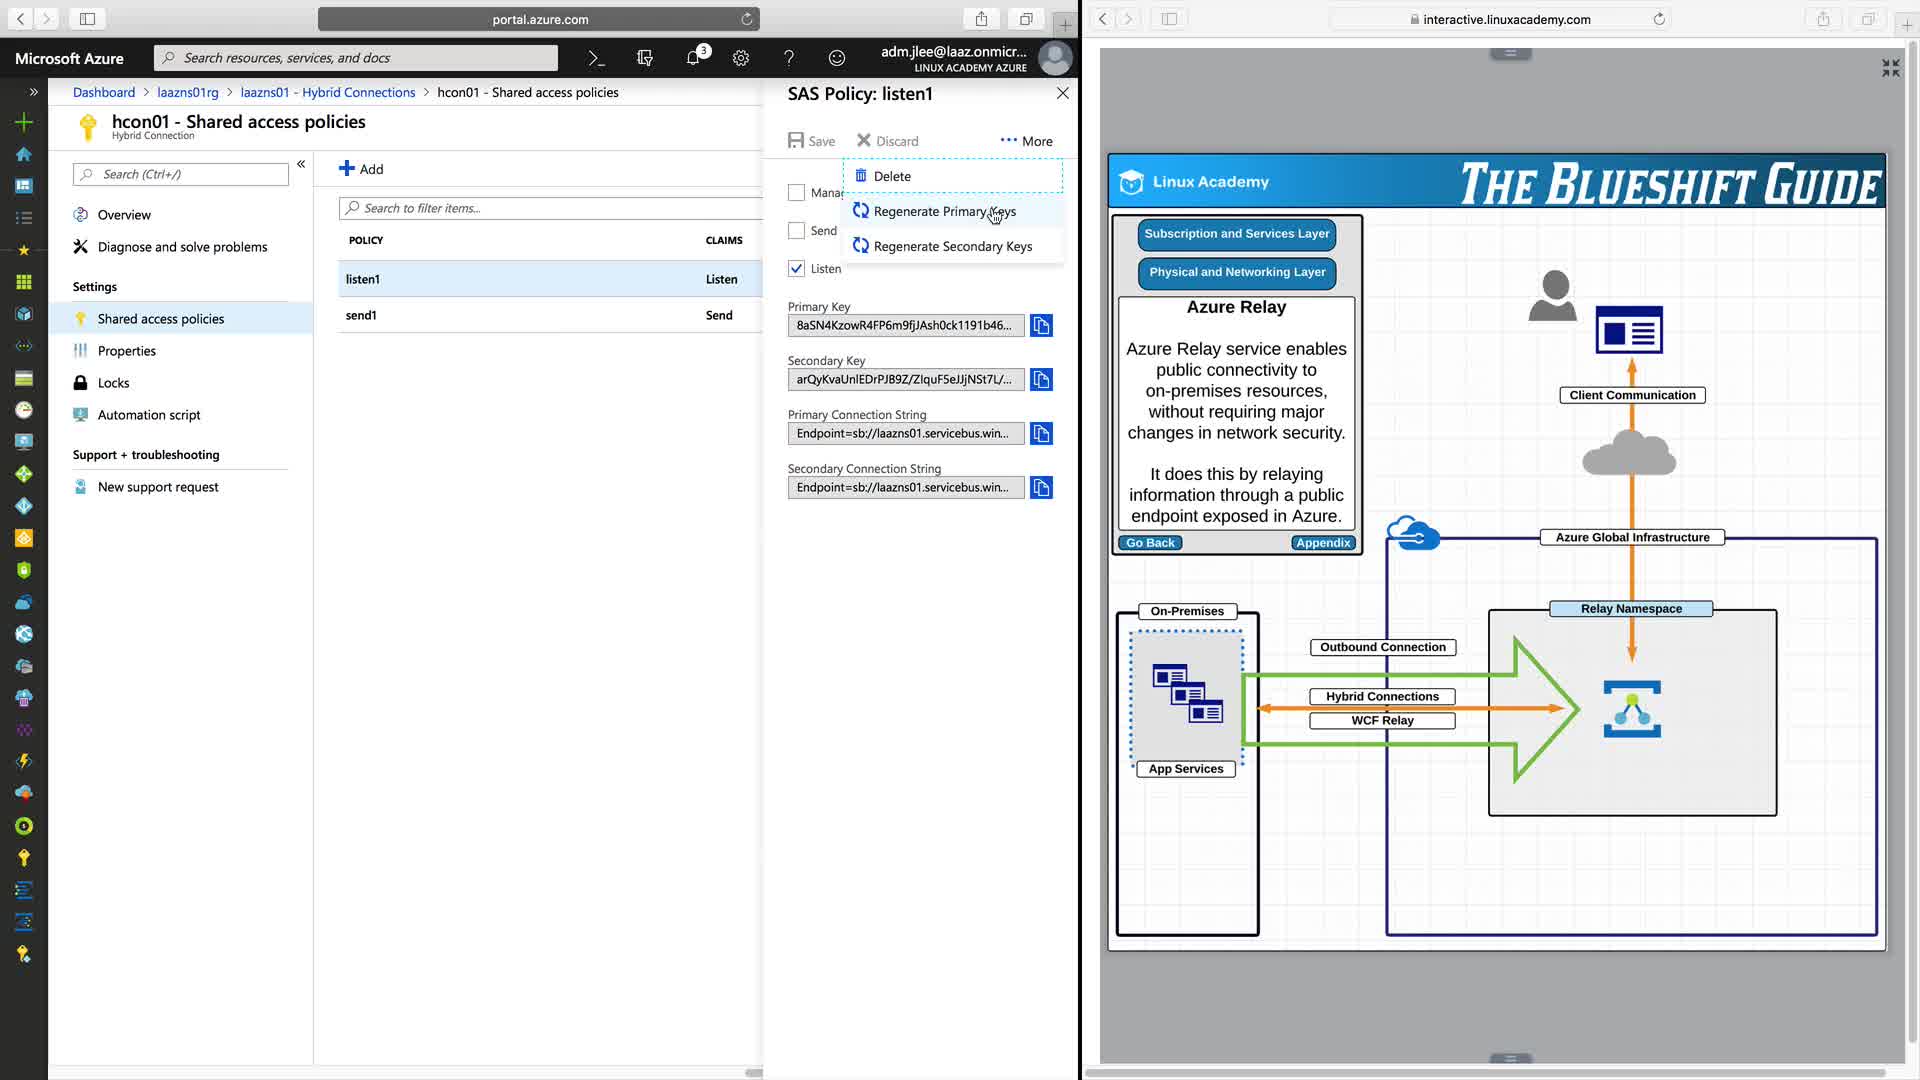 portal.azure.com
Microsoft Azure
Search resources, services, and docs
3
adm.jlee@laaz.onmicr...
LINUX ACADEMY AZURE
Dashboard > laazns01rg > laazns01 - Hybrid Connections > hcon01 - Shared access policies
hcon01 - Shared access policies
Hybrid Connection
Search (Ctrl+/)
Overview
Diagnose and solve problems
Settings
Shared access policies
Properties
Locks
Automation script
Support + troubleshooting
New support request
Add
Search to filter items...
POLICY CLAIMS
listen1 Listen
send1 Send
SAS Policy: listen1
Save Discard More
Delete
Regenerate Primary Keys
Regenerate Secondary Keys
Mana
Send
Listen
Primary Key
8aSN4KzowR4FP6m9fjJAsh0ck1191b46...
Secondary Key
arQyKvaUnlEDrPJB9Z/ZIquF5eJJjNSt7L/...
Primary Connection String
Endpoint=sb://laazns01.servicebus.win...
Secondary Connection String
Endpoint=sb://laazns01.servicebus.win...
interactive.linuxacademy.com
Linux Academy
THE BLUESHIFT GUIDE
Subscription and Services Layer
Physical and Networking Layer
Azure Relay
Azure Relay service enables
public connectivity to
on-premises resources,
without requiring major
changes in network security.
It does this by relaying
information through a public
endpoint exposed in Azure.
Go Back
Appendix
Client Communication
Azure Global Infrastructure
Relay Namespace
On-Premises
App Services
Outbound Connection
Hybrid Connections
WCF Relay